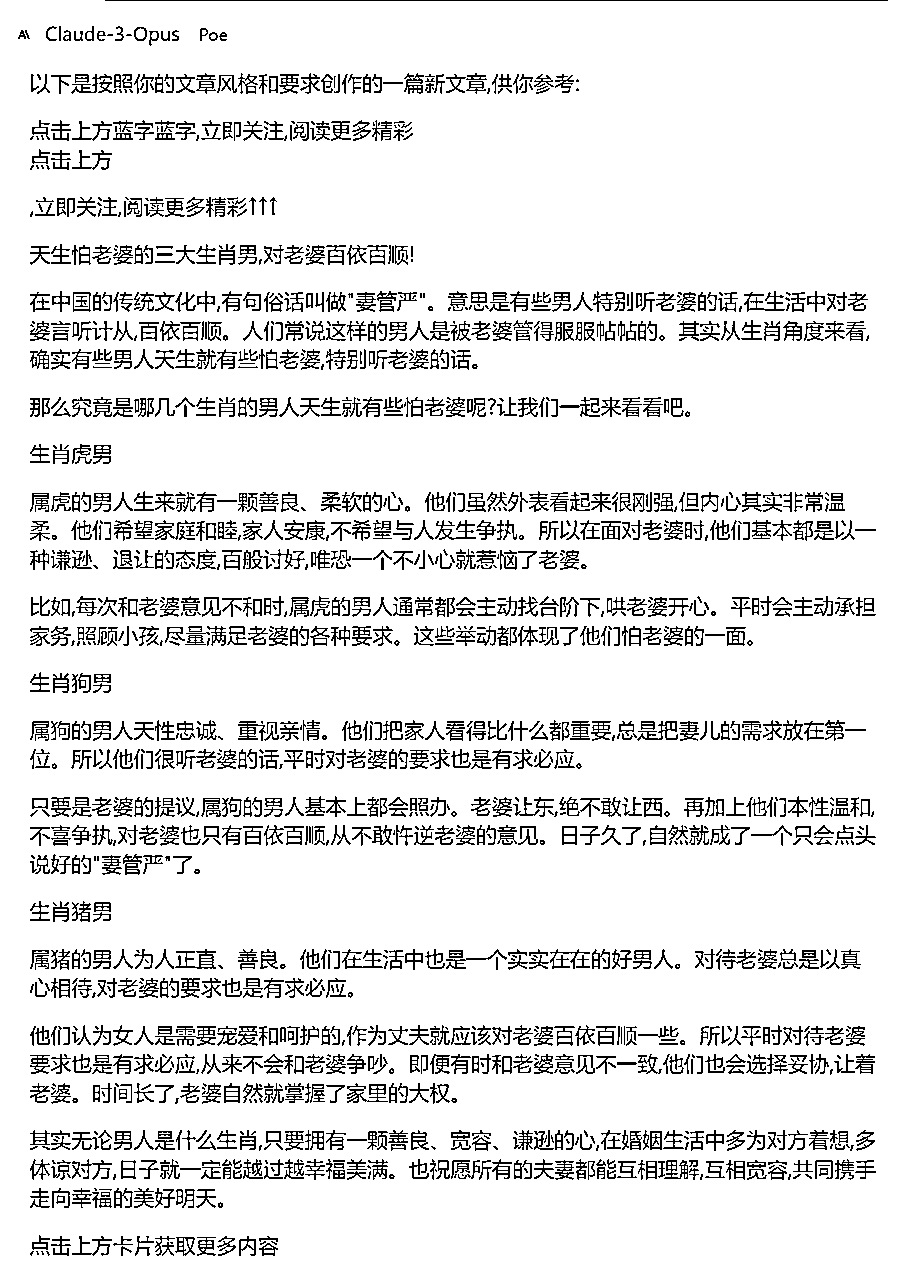 Claude-3-Opus Poe
以下是按照你的文章风格和要求创作的一篇新文章,供你参考:
点击上方蓝字蓝字,立即关注,阅读更多精彩
点击上方
,立即关注,阅读更多精彩↑↑↑
天生怕老婆的三大生肖男,对老婆百依百顺!
在中国的传统文化中,有句俗话叫做"妻管严"。意思是有些男人特别听老婆的话,在生活中对老
婆言听计从,百依百顺。人们常说这样的男人是被老婆管得服服帖帖的。其实从生肖角度来看,
确实有些男人天生就有些怕老婆,特别听老婆的话。
那么究竟是哪几个生肖的男人天生就有些怕老婆呢?让我们一起来看看吧。
生肖虎男
属虎的男人生来就有一颗善良、柔软的心。他们虽然外表看起来很刚强,但内心其实非常温
柔。他们希望家庭和睦,家人安康,不希望与人发生争执。所以在面对老婆时,他们基本都是以一
种谦逊、退让的态度,百般讨好,唯恐一个不小心就惹恼了老婆。
比如,每次和老婆意见不和时,属虎的男人通常都会主动找台阶下,哄老婆开心。平时会主动承担
家务,照顾小孩,尽量满足老婆的各种要求。这些举动都体现了他们怕老婆的一面。
生肖狗男
属狗的男人天性忠诚、重视亲情。他们把家人看得比什么都重要,总是把妻儿的需求放在第一
位。所以他们很听老婆的话,平时对老婆的要求也是有求必应。
只要是老婆的提议,属狗的男人基本上都会照办。老婆让东,绝不敢让西。再加上他们本性温和,
不喜争执,对老婆也只有百依百顺,从不敢忤逆老婆的意见。日子久了,自然就成了一个只会点头
说好的"妻管严"了。
生肖猪男
属猪的男人为人正直、善良。他们在生活中也是一个实实在在的好男人。对待老婆总是以真
心相待,对老婆的要求也是有求必应。
他们认为女人是需要宠爱和呵护的,作为丈夫就应该对老婆百依百顺一些。所以平时对待老婆
要求也是有求必应,从来不会和老婆争吵。即便有时和老婆意见不一致,他们也会选择妥协,让着
老婆。时间长了,老婆自然就掌握了家里的大权。
其实无论男人是什么生肖,只要拥有一颗善良、宽容、谦逊的心,在婚姻生活中多为对方着想,多
体谅对方,日子就一定能越过越幸福美满。也祝愿所有的夫妻都能互相理解,互相宽容,共同携手
走向幸福的美好明天。
点击上方卡片获取更多内容